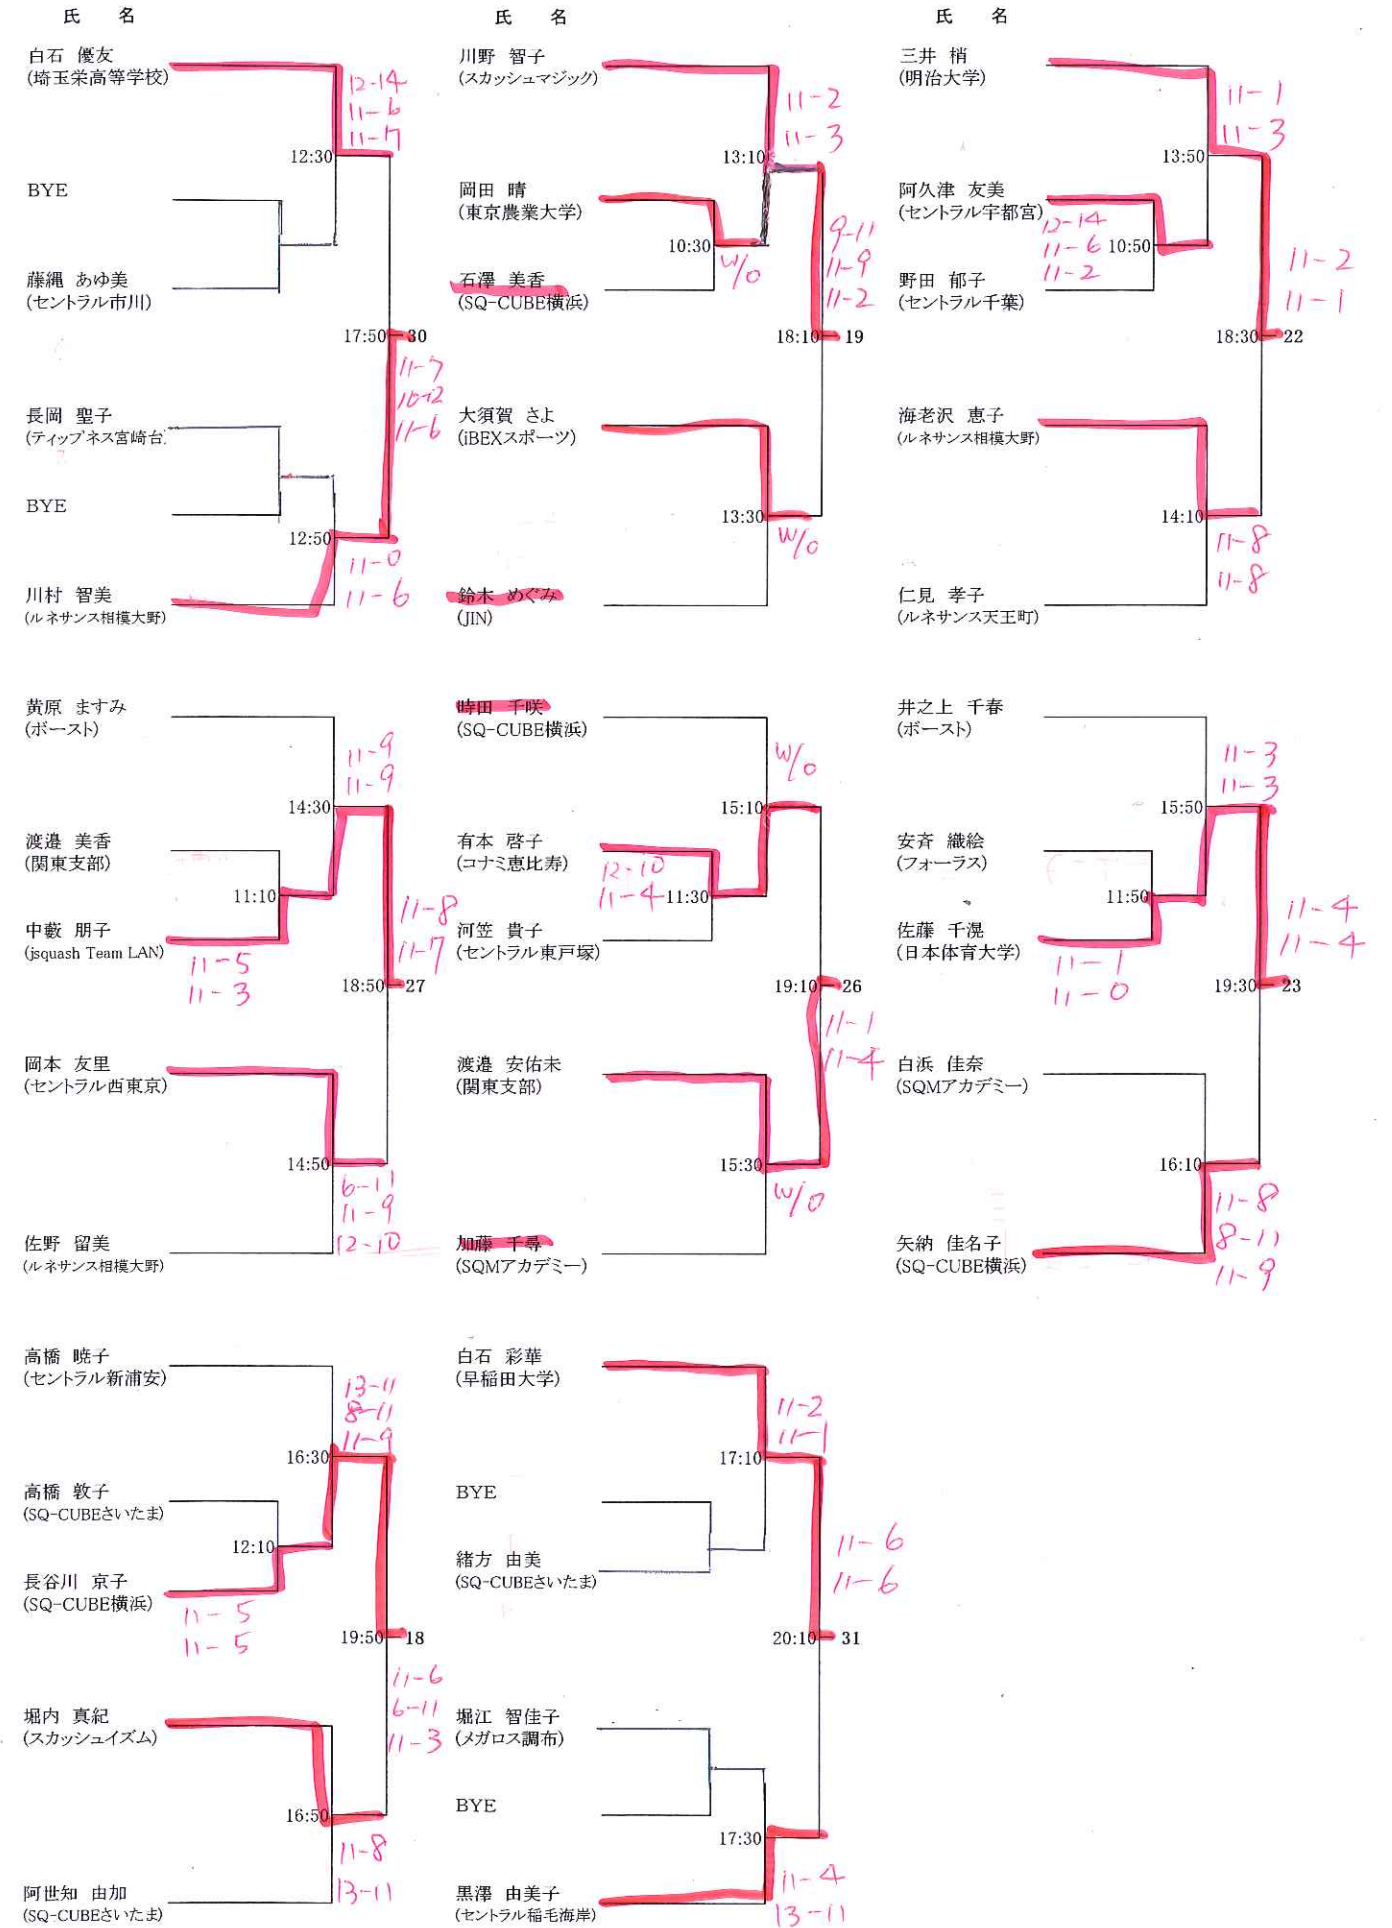 氏 名
白石 優友
(埼玉栄高等学校)
12-14
11-6
11-7
12:30
BYE
藤縄 あゆ美
(セントラル市川)
17:50 30
11-7
10-12
11-6
長岡 聖子
(ティップネス宮崎台)
BYE
12:50
11-0
11-6
川村 智美
(ルネサンス相模大野)
氏 名
川野 智子
(スカッシュマジック)
11-2
11-3
13:10
岡田 晴
(東京農業大学)
10:30
W/O
石澤 美香
(SQ-CUBE横浜)
9-11
11-9
11-2
18:10 19
大須賀 さよ
(iBEXスポーツ)
13:30
W/O
鈴木 めぐみ
(JIN)
氏 名
三井 梢
(明治大学)
11-1
11-3
13:50
阿久津 友美
(セントラル宇都宮)
12-14
11-6
11-2
10:50
野田 郁子
(セントラル千葉)
11-2
11-1
18:30 22
海老沢 恵子
(ルネサンス相模大野)
14:10
11-8
11-8
仁見 孝子
(ルネサンス天王町)
黄原 ますみ
(ボースト)
11-9
11-9
14:30
渡邉 美香
(関東支部)
11:10
中藪 朋子
(jsquash Team LAN)
11-5
11-3
11-8
11-7
18:50 27
岡本 友里
(セントラル西東京)
14:50
6-11
11-9
12-10
佐野 留美
(ルネサンス相模大野)
時田 千咲
(SQ-CUBE横浜)
W/O
15:10
有本 啓子
(コナミ恵比寿)
12-10
11-4
11:30
河笠 貴子
(セントラル東戸塚)
19:10 26
11-1
11-4
渡邉 安佑未
(関東支部)
15:30
W/O
加藤 千尋
(SQMアカデミー)
井之上 千春
(ボースト)
11-3
11-3
15:50
安斉 織絵
(フォーラス)
11:50
佐藤 千滉
(日本体育大学)
11-1
11-0
11-4
11-4
19:30 23
白浜 佳奈
(SQMアカデミー)
16:10
11-8
8-11
11-9
矢納 佳名子
(SQ-CUBE横浜)
高橋 暁子
(セントラル新浦安)
13-11
8-11
11-9
16:30
高橋 敦子
(SQ-CUBEさいたま)
12:10
長谷川 京子
(SQ-CUBE横浜)
11-5
11-5
19:50 18
11-6
6-11
11-3
堀内 真紀
(スカッシュイズム)
16:50
11-8
13-11
阿世知 由加
(SQ-CUBEさいたま)
白石 彩華
(早稲田大学)
11-2
11-1
17:10
BYE
緒方 由美
(SQ-CUBEさいたま)
11-6
11-6
20:10 31
堀江 智佳子
(メガロス調布)
BYE
17:30
11-4
13-11
黒澤 由美子
(セントラル稲毛海岸)